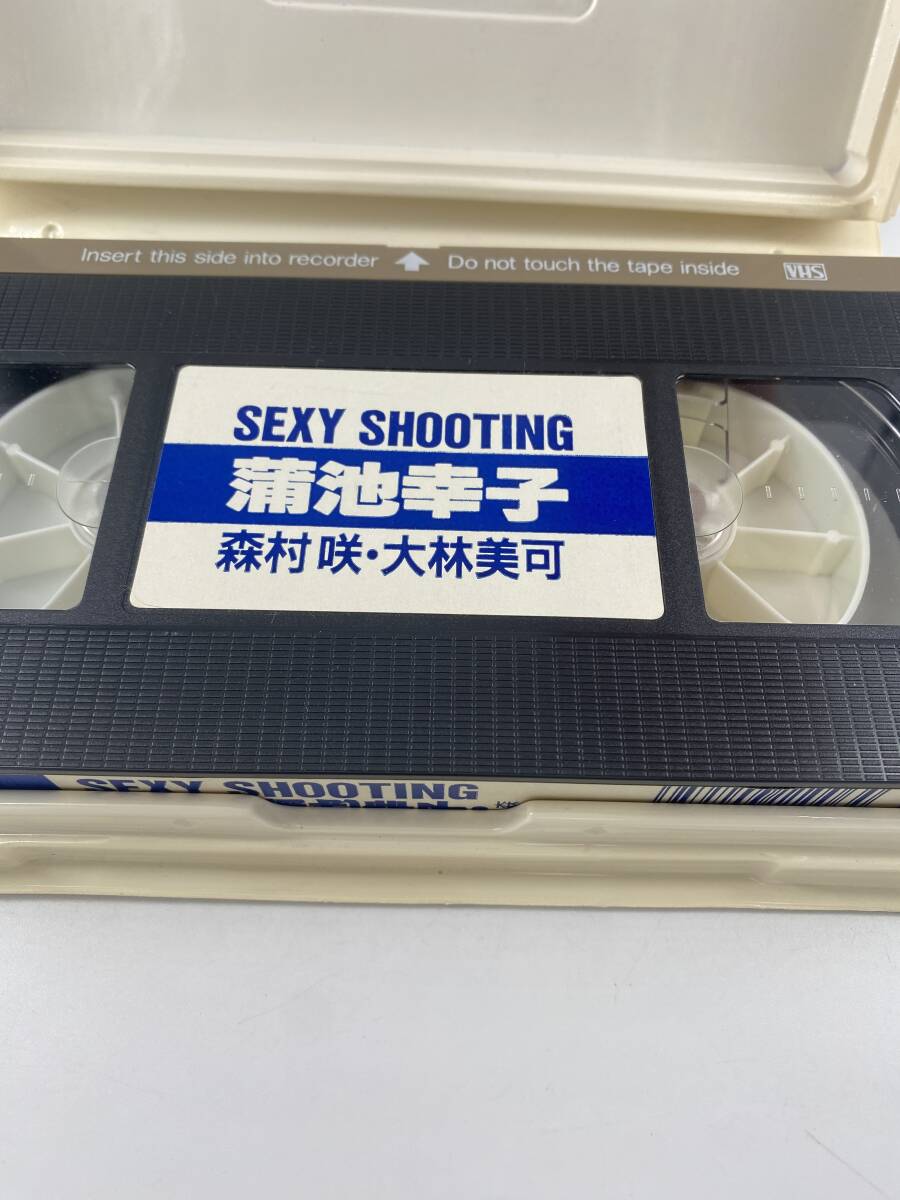 Insert this side into recorder Do not touch the tape inside VHS
SEXY SHOOTING
蒲池幸子
森村 咲・大林美可
SEXY SHOOTING